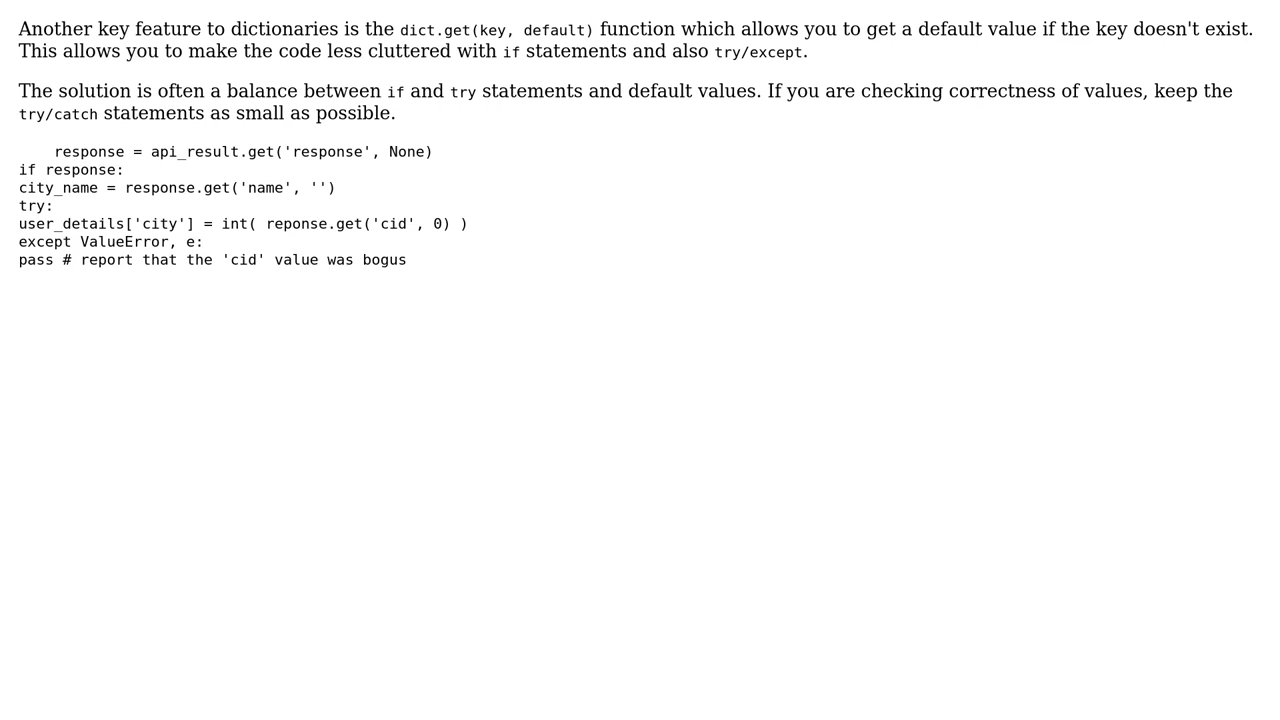 Another key feature to dictionaries is the dict.get(key, default) function which allows you to get a default value if the key doesn't exist.
This allows you to make the code less cluttered with if statements and also try/except.
The solution is often a balance between if and try statements and default values. If you are checking correctness of values, keep the
try/catch statements as small as possible.
    response = api_result.get('response', None)
if response:
city_name = response.get('name', '')
try:
user_details['city'] = int( reponse.get('cid', 0) )
except ValueError, e:
pass # report that the 'cid' value was bogus